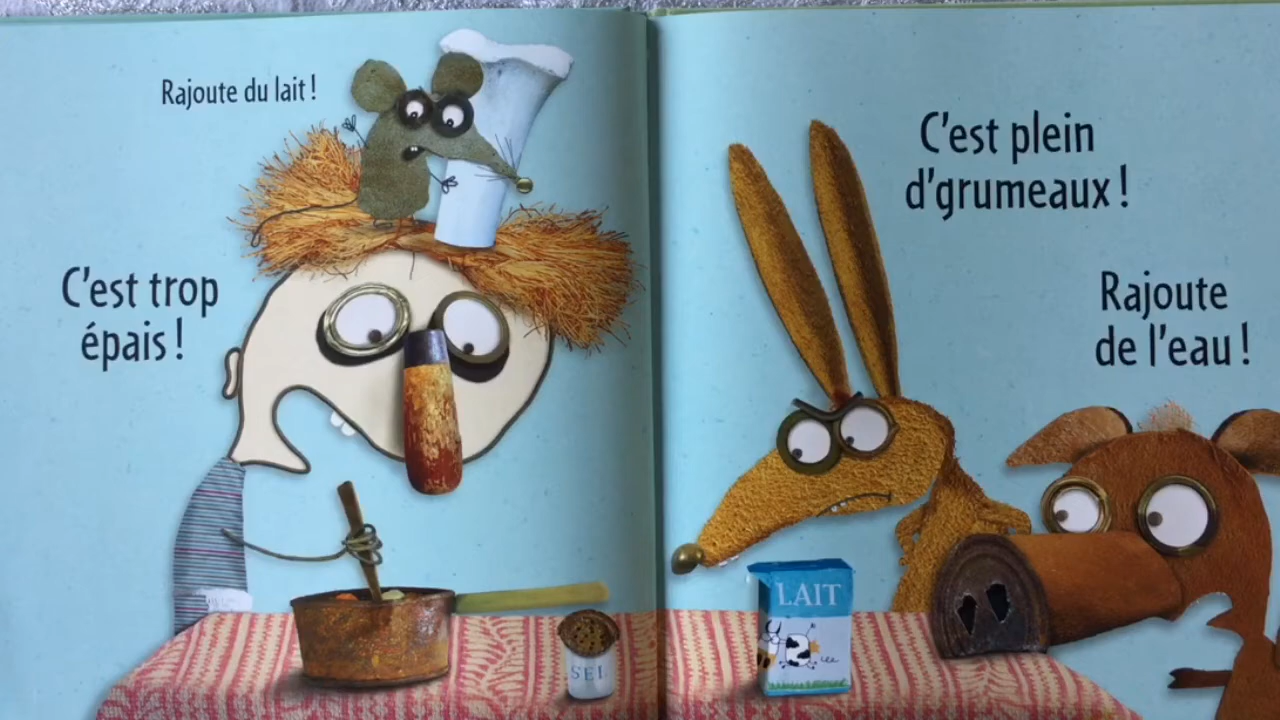 Rajoute du lait !
C'est trop
épais !
SEL
C'est plein
d'grumeaux !
Rajoute
de l'eau !
LAIT